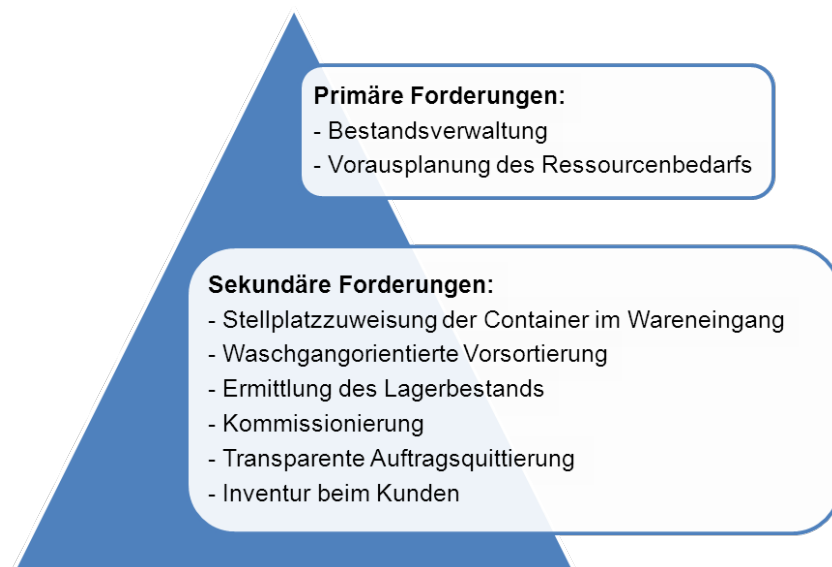 Primäre Forderungen:
- Bestandsverwaltung
- Vorausplanung des Ressourcenbedarfs
Sekundäre Forderungen:
- Stellplatzzuweisung der Container im Wareneingang
- Waschgangorientierte Vorsortierung
- Ermittlung des Lagerbestands
- Kommissionierung
- Transparente Auftragsquittierung
- Inventur beim Kunden